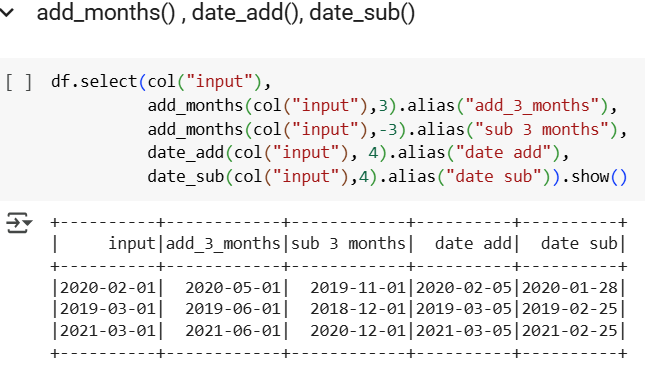 add_months() , date_add(), date_sub()
[ ] df.select(col("input"),
add_months(col("input"),3).alias("add_3_months"),
add_months(col("input"),-3).alias("sub 3 months"),
date_add(col("input"), 4).alias("date add"),
date_sub(col("input"),4).alias("date sub")).show()
+----------+------------+------------+----------+----------+
|     input|add_3_months|sub 3 months|  date add|  date sub|
+----------+------------+------------+----------+----------+
|2020-02-01|  2020-05-01|  2019-11-01|2020-02-05|2020-01-28|
|2019-03-01|  2019-06-01|  2018-12-01|2019-03-05|2019-02-25|
|2021-03-01|  2021-06-01|  2020-12-01|2021-03-05|2021-02-25|
+----------+------------+------------+----------+----------+